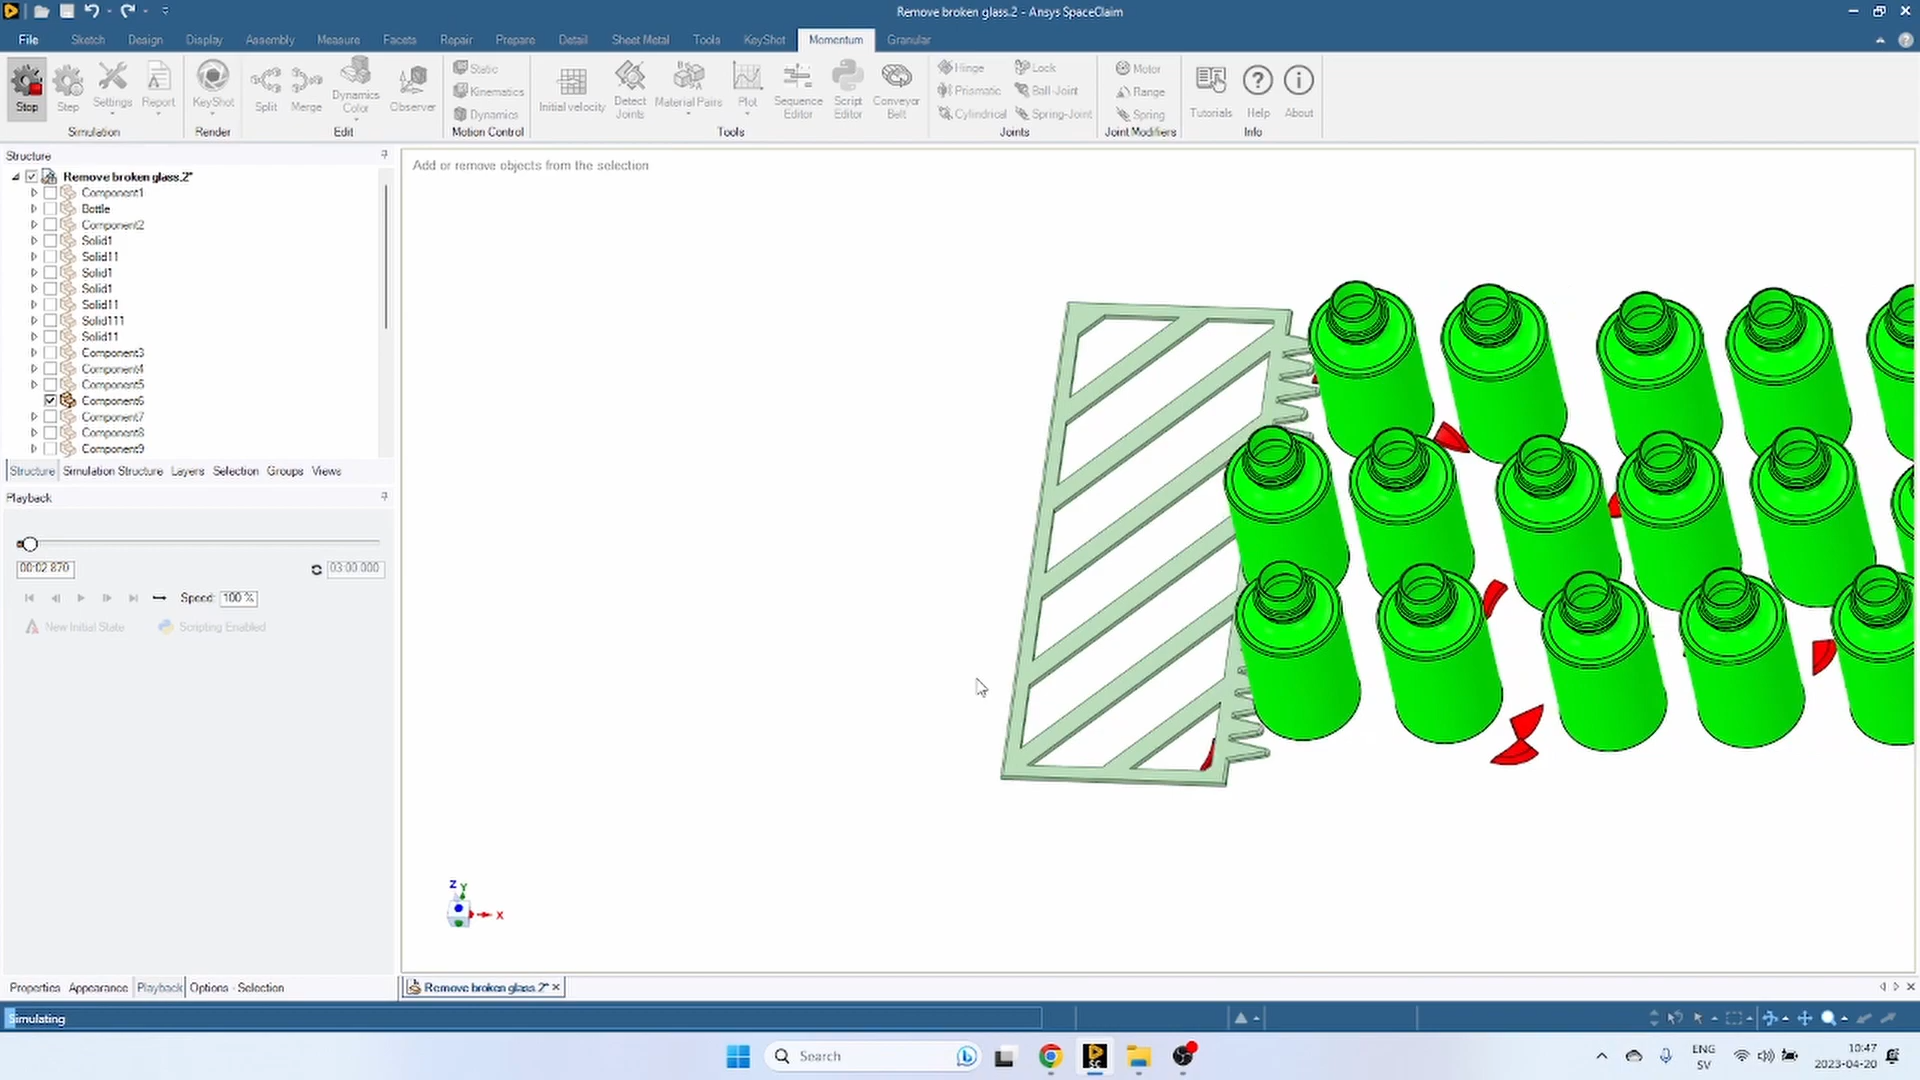 Remove broken glass.2 - Ansys SpaceClaim
File Sketch Design Display Assembly Measure Facets Repair Prepare Detail Sheet Metal Tools KeyShot Momentum Granular
Stop Step Settings Report
Simulation
KeyShot
Render
Split Merge Dynamics Color Observer
Edit
Static
Kinematics
Dynamics
Motion Control
Initial velocity Detect Joints Material Pairs Plot Sequence Editor Script Editor Conveyor Belt
Tools
Hinge Lock
Prismatic Ball-Joint
Cylindrical Spring-Joint
Joints
Motor
Range
Spring
Joint Modifiers
Tutorials Help About
Info
Structure
Remove broken glass.2*
Component1
Bottle
Component2
Solid1
Solid11
Solid1
Solid1
Solid11
Solid111
Solid11
Component3
Component4
Component5
Component6
Component7
Component8
Component9
Structure Simulation Structure Layers Selection Groups Views
Playback
00:02.870 03:00.000
Speed: 100 %
New Initial State Scripting Enabled
Add or remove objects from the selection
Z Y
X
Properties Appearance Playback Options - Selection
Remove broken glass.2* ×
Simulating
Search
SC
ENG
SV
10:47
2023-04-20